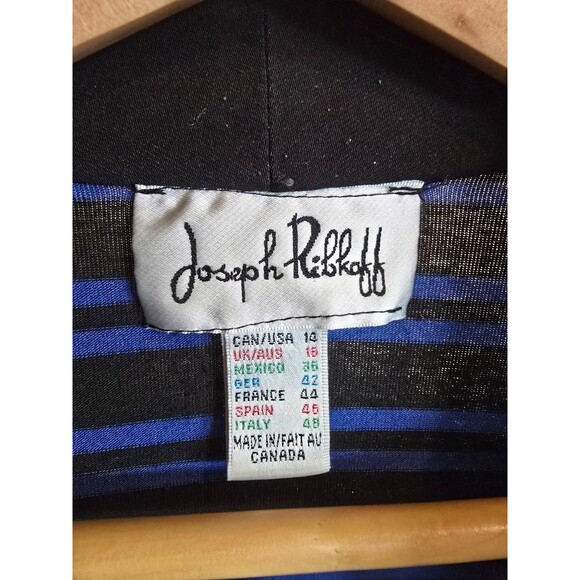 Joseph Ribkoff
CAN/USA 14
UK/AUS 16
MEXICO 36
GER 42
FRANCE 44
SPAIN 46
ITALY 48
MADE IN/FAIT AU
CANADA